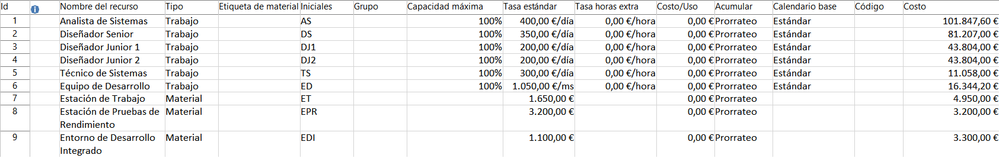 Id Nombre del recurso Tipo Etiqueta de material Iniciales Grupo Capacidad máxima Tasa estándar Tasa horas extra Costo/Uso Acumular Calendario base Código Costo
1 Analista de Sistemas Trabajo AS 100% 400,00 €/día 0,00 €/hora 0,00 € Prorrateo Estándar 101.847,60 €
2 Diseñador Senior Trabajo DS 100% 350,00 €/día 0,00 €/hora 0,00 € Prorrateo Estándar 81.207,00 €
3 Diseñador Junior 1 Trabajo DJ1 100% 200,00 €/día 0,00 €/hora 0,00 € Prorrateo Estándar 43.804,00 €
4 Diseñador Junior 2 Trabajo DJ2 100% 200,00 €/día 0,00 €/hora 0,00 € Prorrateo Estándar 43.804,00 €
5 Técnico de Sistemas Trabajo TS 100% 300,00 €/día 0,00 €/hora 0,00 € Prorrateo Estándar 11.058,00 €
6 Equipo de Desarrollo Trabajo ED 100% 1.050,00 €/ms 0,00 €/hora 0,00 € Prorrateo Estándar 16.344,20 €
7 Estación de Trabajo Material ET 1.650,00 € 0,00 € Prorrateo 4.950,00 €
8 Estación de Pruebas de Material EPR 3.200,00 € 0,00 € Prorrateo 3.200,00 €
Rendimiento
9 Entorno de Desarrollo Material EDI 1.100,00 € 0,00 € Prorrateo 3.300,00 €
Integrado